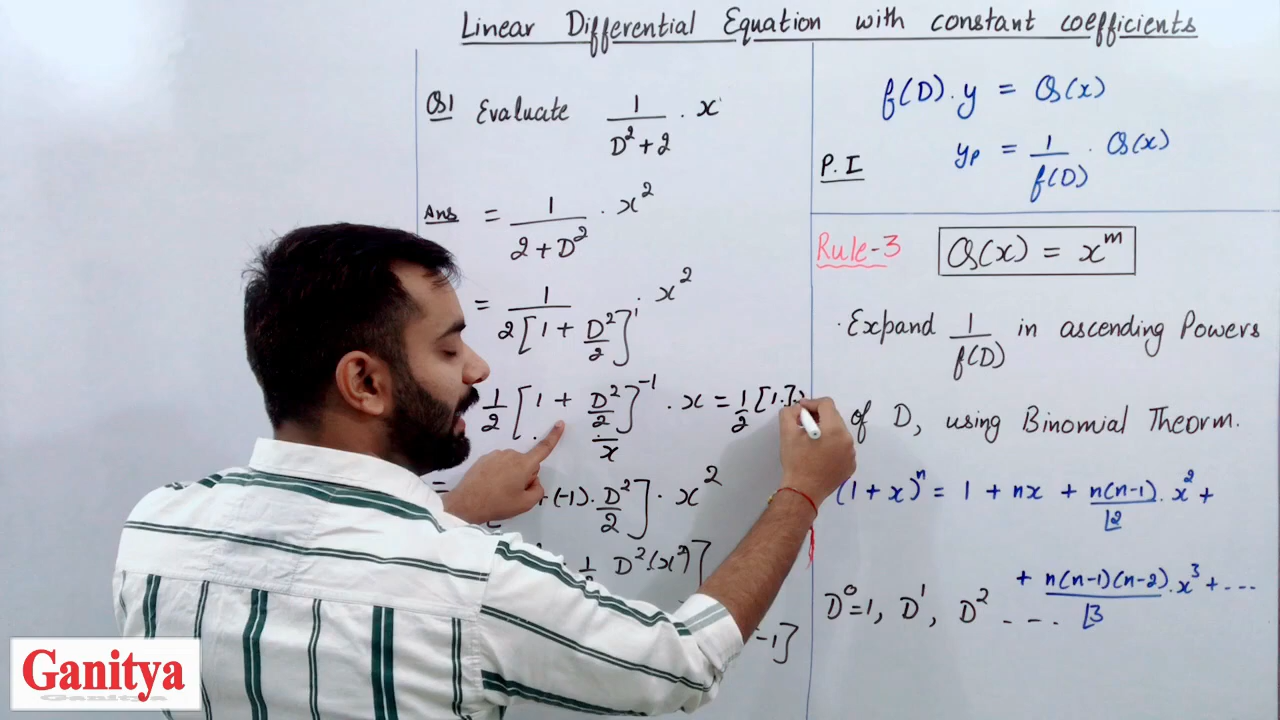 Linear Differential Equation with constant coefficients
Q1 Evaluate 1/(D²+2) . x
Ans = 1/(2+D²) . x²
= 1/(2[1 + D²/2]¹) . x²
1/2 [1 + D²/2]⁻¹ . x = 1/2 [1.]
x
= (-1). D²/2] . x²
D²(x²)]
-1]
f(D).y = Q(x)
P.I yₚ = 1/f(D) . Q(x)
Rule-3 Q(x) = xᵐ
Expand 1/f(D) in ascending Powers
of D, using Binomial Theorm.
(1+x)ⁿ = 1 + nx + n(n-1)/⌊2 . x² +
+ n(n-1)(n-2)/⌊3 . x³ + ----
D⁰=1, D¹, D² - - -.
Ganitya